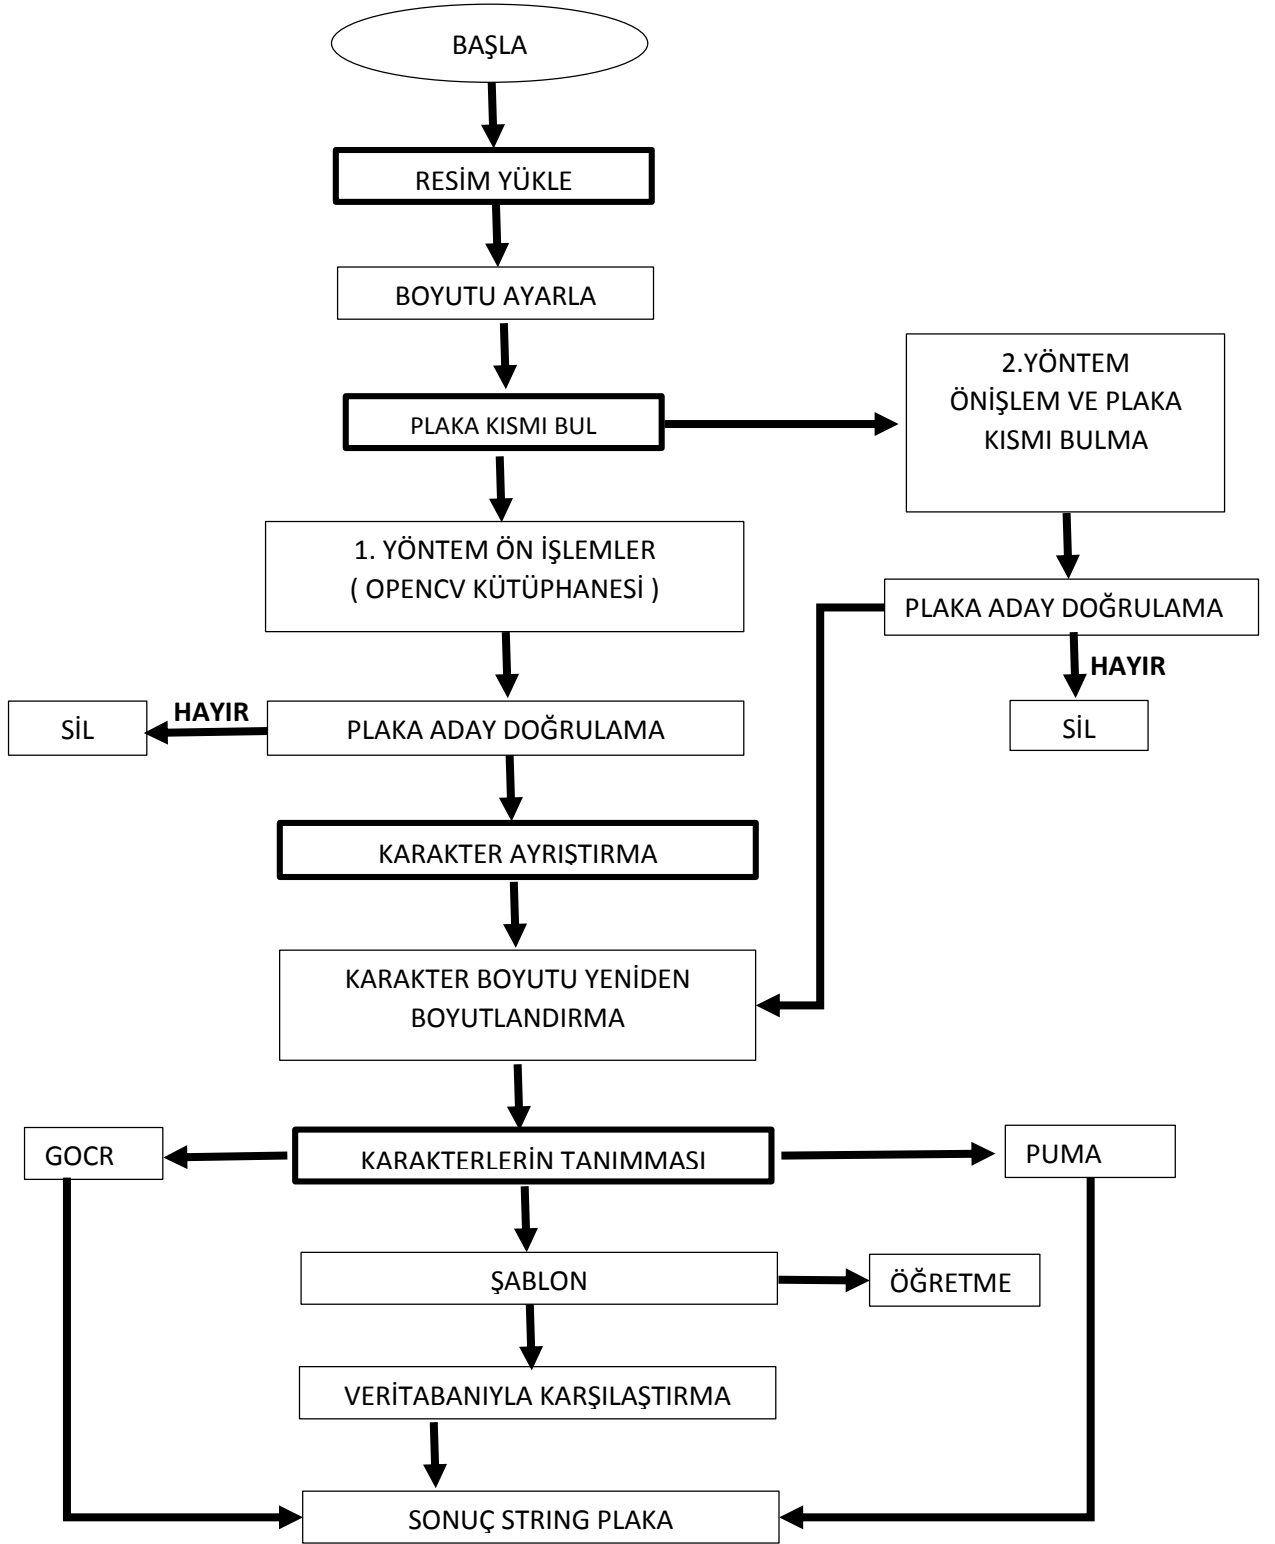 BAŞLA
RESİM YÜKLE
BOYUTU AYARLA
PLAKA KISMI BUL
2.YÖNTEM
ÖNİŞLEM VE PLAKA
KISMI BULMA
1. YÖNTEM ÖN İŞLEMLER
( OPENCV KÜTÜPHANESİ )
PLAKA ADAY DOĞRULAMA
HAYIR
SİL
SİL
HAYIR
PLAKA ADAY DOĞRULAMA
KARAKTER AYRIŞTIRMA
KARAKTER BOYUTU YENİDEN
BOYUTLANDIRMA
GOCR
KARAKTERLERİN TANIMMASI
PUMA
ŞABLON
ÖĞRETME
VERİTABANIYLA KARŞILAŞTIRMA
SONUÇ STRING PLAKA